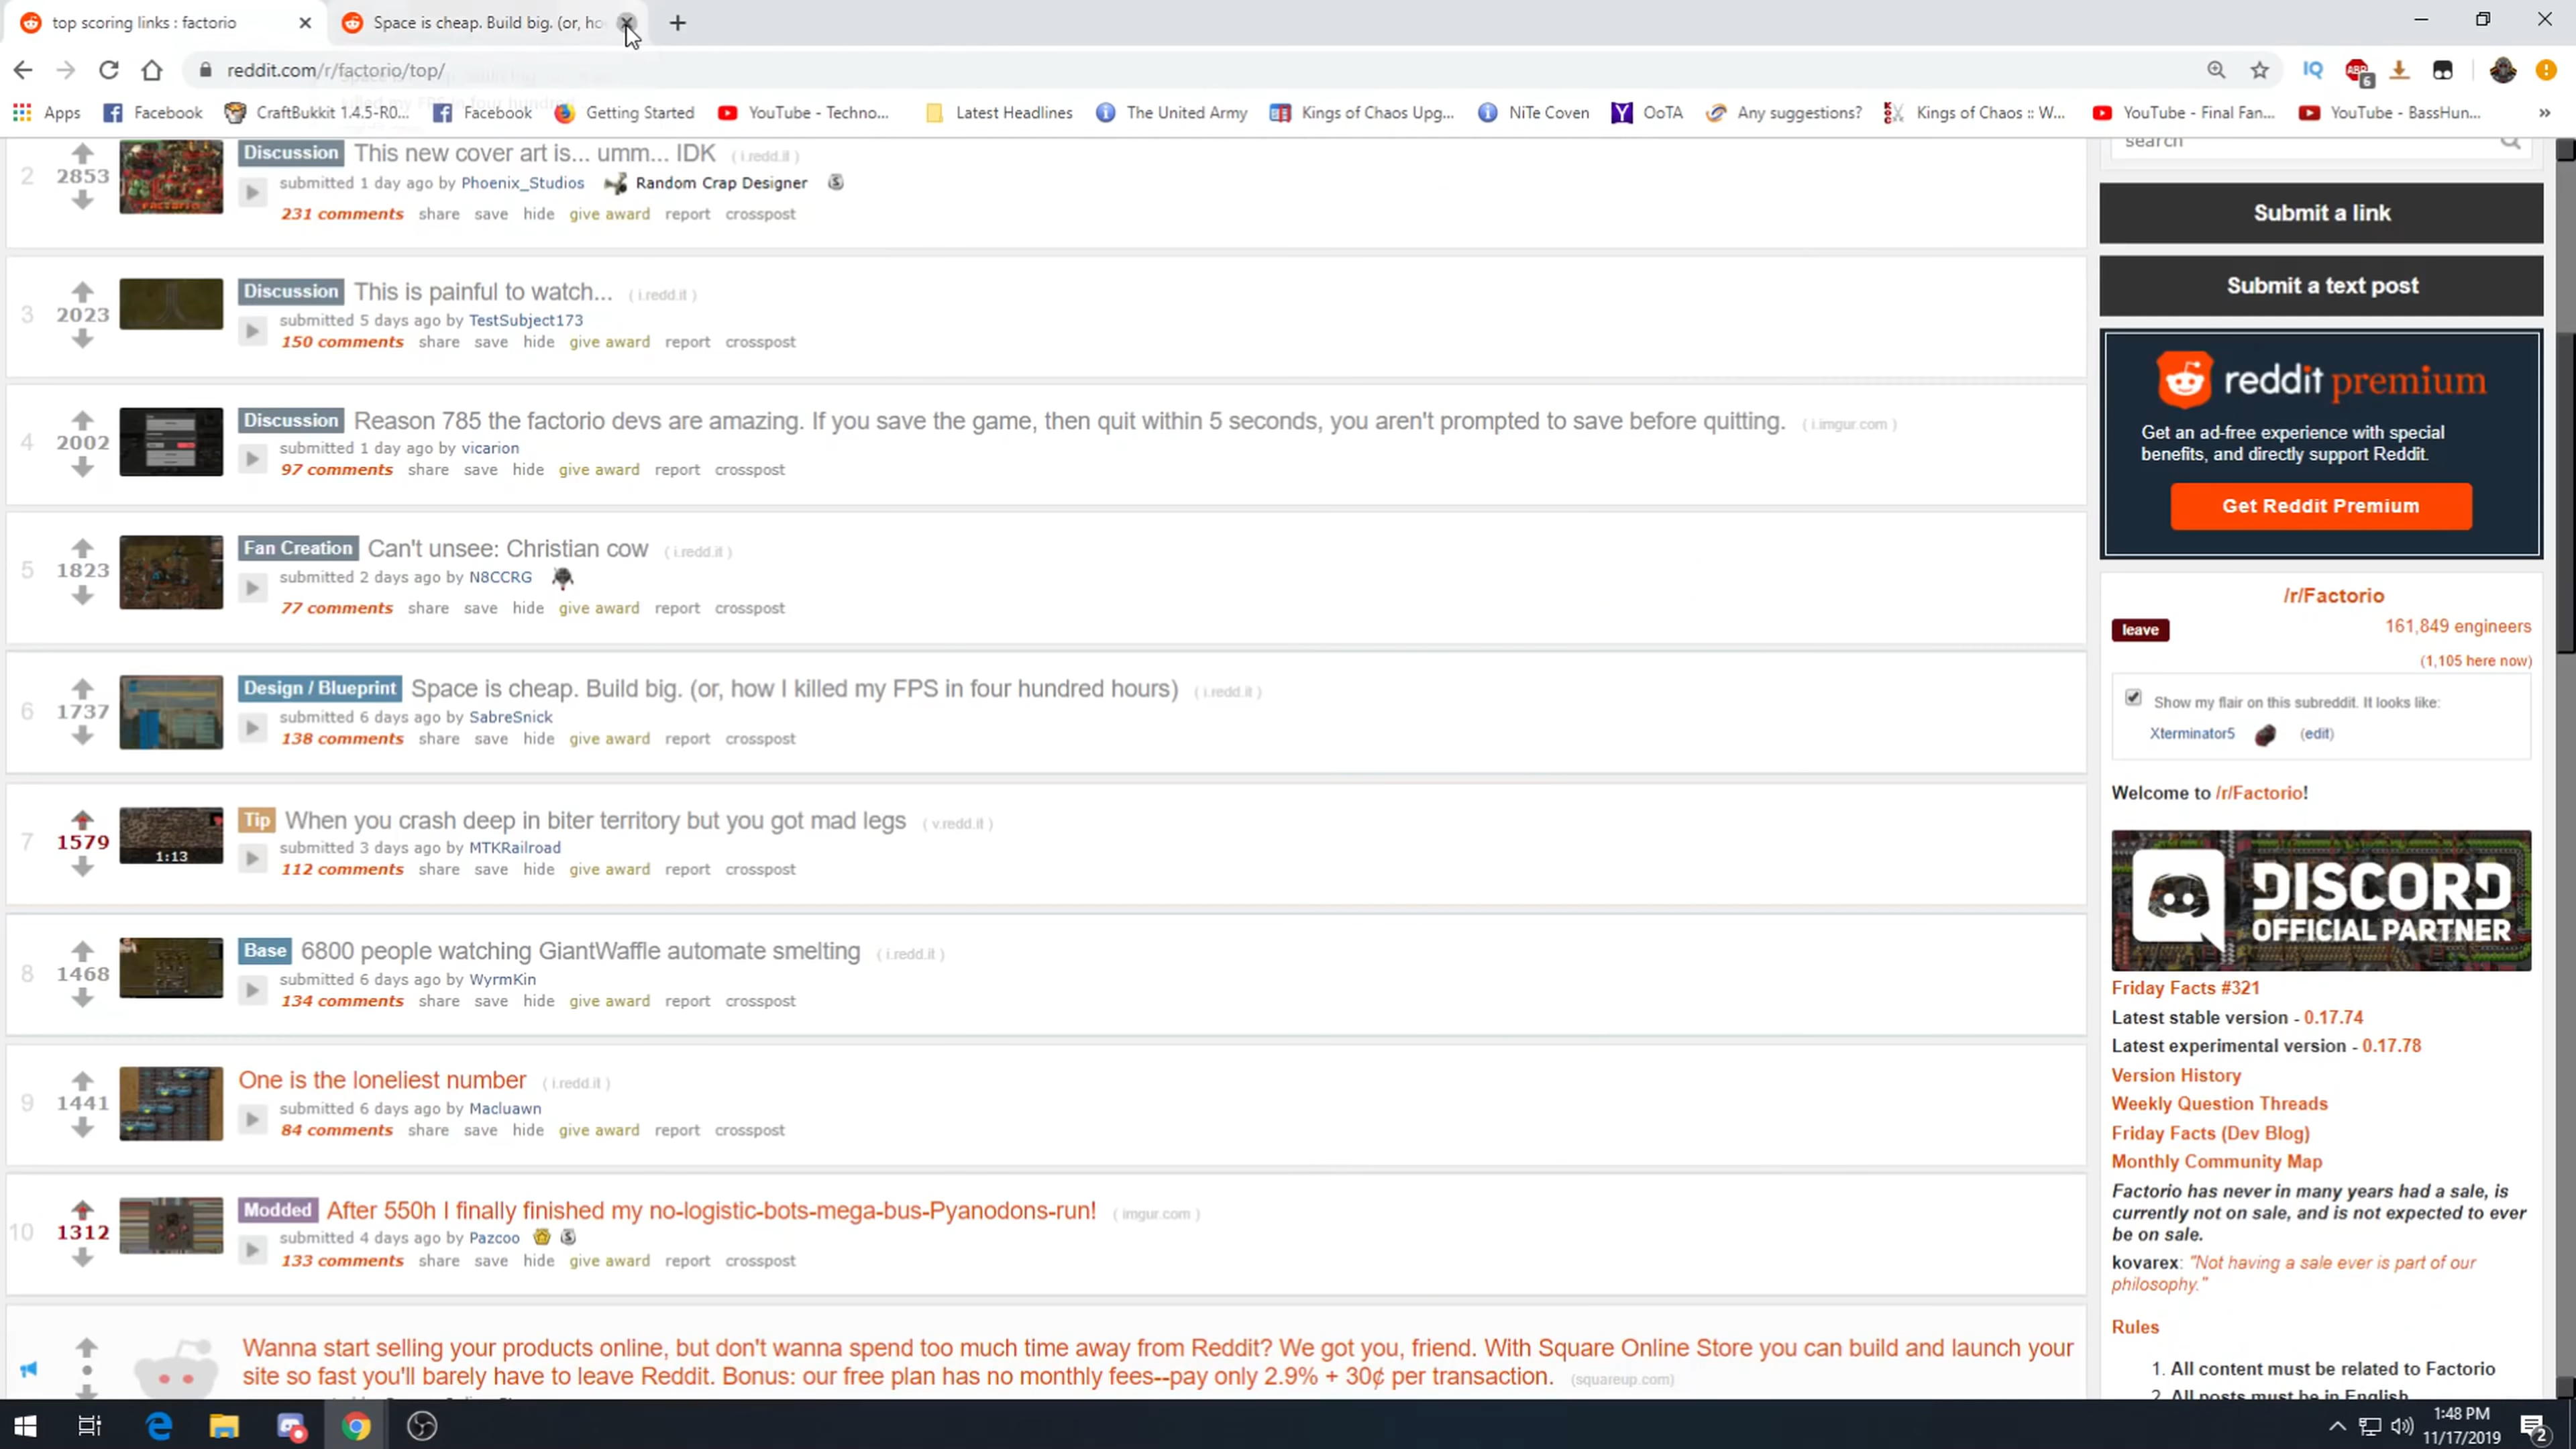 top scoring links : factorio
Space is cheap. Build big. (or, ho
reddit.com/r/factorio/top/
6
Apps Facebook CraftBukkit 1.4.5-R0... Facebook Getting Started YouTube - Techno... Latest Headlines The United Army Kings of Chaos Upg... NiTe Coven OoTA Any suggestions? Kings of Chaos :: W... YouTube - Final Fan... YouTube - BassHun... »
2
2853
Discussion This new cover art is... umm... IDK ( i.redd.it )
submitted 1 day ago by Phoenix_Studios Random Crap Designer
231 comments share save hide give award report crosspost
3
2023
Discussion This is painful to watch... ( i.redd.it )
submitted 5 days ago by TestSubject173
150 comments share save hide give award report crosspost
4
2002
Discussion Reason 785 the factorio devs are amazing. If you save the game, then quit within 5 seconds, you aren't prompted to save before quitting. ( i.imgur.com )
submitted 1 day ago by vicarion
97 comments share save hide give award report crosspost
5
1823
Fan Creation Can't unsee: Christian cow ( i.redd.it )
submitted 2 days ago by N8CCRG
77 comments share save hide give award report crosspost
6
1737
Design / Blueprint Space is cheap. Build big. (or, how I killed my FPS in four hundred hours) ( i.redd.it )
submitted 6 days ago by SabreSnick
138 comments share save hide give award report crosspost
7
1579
1:13
Tip When you crash deep in biter territory but you got mad legs ( v.redd.it )
submitted 3 days ago by MTKRailroad
112 comments share save hide give award report crosspost
8
1468
Base 6800 people watching GiantWaffle automate smelting ( i.redd.it )
submitted 6 days ago by WyrmKin
134 comments share save hide give award report crosspost
9
1441
One is the loneliest number ( i.redd.it )
submitted 6 days ago by Macluawn
84 comments share save hide give award report crosspost
10
1312
Modded After 550h I finally finished my no-logistic-bots-mega-bus-Pyanodons-run! ( imgur.com )
submitted 4 days ago by Pazcoo
133 comments share save hide give award report crosspost
Wanna start selling your products online, but don't wanna spend too much time away from Reddit? We got you, friend. With Square Online Store you can build and launch your
site so fast you'll barely have to leave Reddit. Bonus: our free plan has no monthly fees--pay only 2.9% + 30¢ per transaction. (squareup.com)
search
Submit a link
Submit a text post
reddit premium
Get an ad-free experience with special
benefits, and directly support Reddit.
Get Reddit Premium
/r/Factorio
leave
161,849 engineers
(1,105 here now)
Show my flair on this subreddit. It looks like:
Xterminator5 (edit)
Welcome to /r/Factorio!
DISCORD
OFFICIAL PARTNER
Friday Facts #321
Latest stable version - 0.17.74
Latest experimental version - 0.17.78
Version History
Weekly Question Threads
Friday Facts (Dev Blog)
Monthly Community Map
Factorio has never in many years had a sale, is
currently not on sale, and is not expected to ever
be on sale.
kovarex: "Not having a sale ever is part of our
philosophy."
Rules
1. All content must be related to Factorio
2. All posts must be in English
1:48 PM
11/17/2019
2